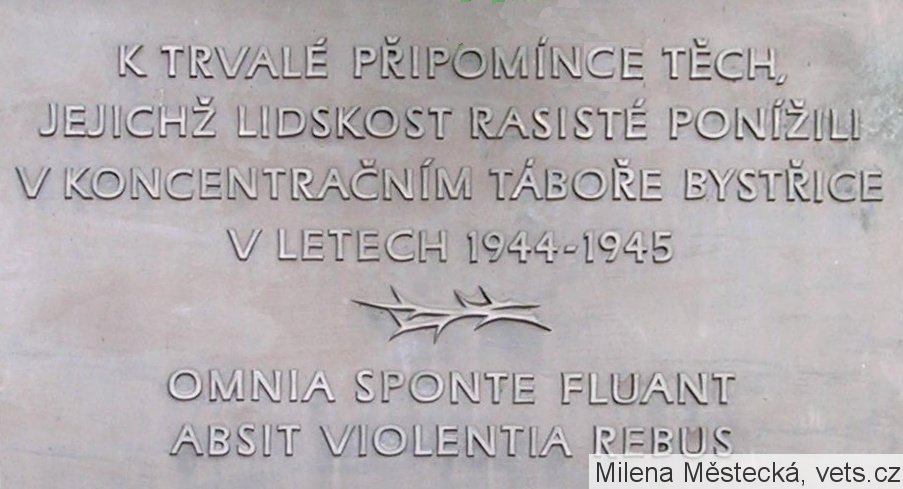 K TRVALÉ PŘIPOMÍNCE TĚCH,
JEJICHŽ LIDSKOST RASISTÉ PONÍŽILI
V KONCENTRAČNÍM TÁBOŘE BYSTŘICE
V LETECH 1944-1945
OMNIA SPONTE FLUANT
ABSIT VIOLENTIA REBUS
Milena Městecká, vets.cz